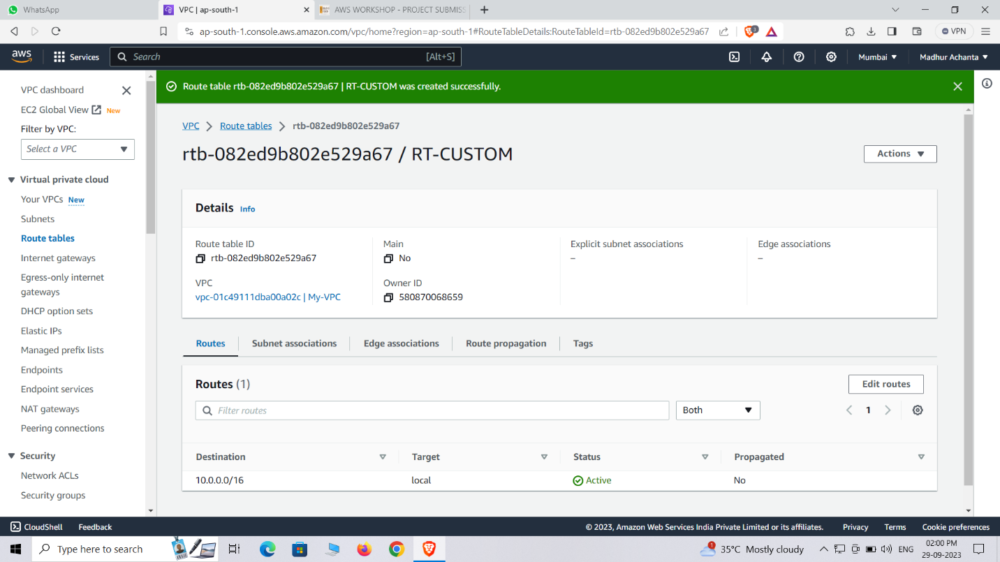 WhatsApp
VPC | ap-south-1
AWS WORKSHOP - PROJECT SUBMISS
ap-south-1.console.aws.amazon.com/vpc/home?region=ap-south-1#RouteTableDetails:RouteTableId=rtb-082ed9b802e529a67
3
VPN
aws
Services
Search
[Alt+S]
Mumbai
Madhur Achanta
VPC dashboard
EC2 Global View New
Filter by VPC:
Select a VPC
Virtual private cloud
Your VPCs New
Subnets
Route tables
Internet gateways
Egress-only internet
gateways
DHCP option sets
Elastic IPs
Managed prefix lists
Endpoints
Endpoint services
NAT gateways
Peering connections
Security
Network ACLs
Security groups
Route table rtb-082ed9b802e529a67 | RT-CUSTOM was created successfully.
VPC > Route tables > rtb-082ed9b802e529a67
rtb-082ed9b802e529a67 / RT-CUSTOM
Actions
Details Info
Route table ID
rtb-082ed9b802e529a67
Main
No
Explicit subnet associations
–
Edge associations
–
VPC
vpc-01c49111dba00a02c | My-VPC
Owner ID
580870068659
Routes
Subnet associations
Edge associations
Route propagation
Tags
Routes (1)
Edit routes
Filter routes
Both
1
Destination Target Status Propagated
10.0.0.0/16 local Active No
CloudShell
Feedback
© 2023, Amazon Web Services India Private Limited or its affiliates.
Privacy
Terms
Cookie preferences
Type here to search
1
35°C Mostly cloudy
ENG
02:00 PM
29-09-2023